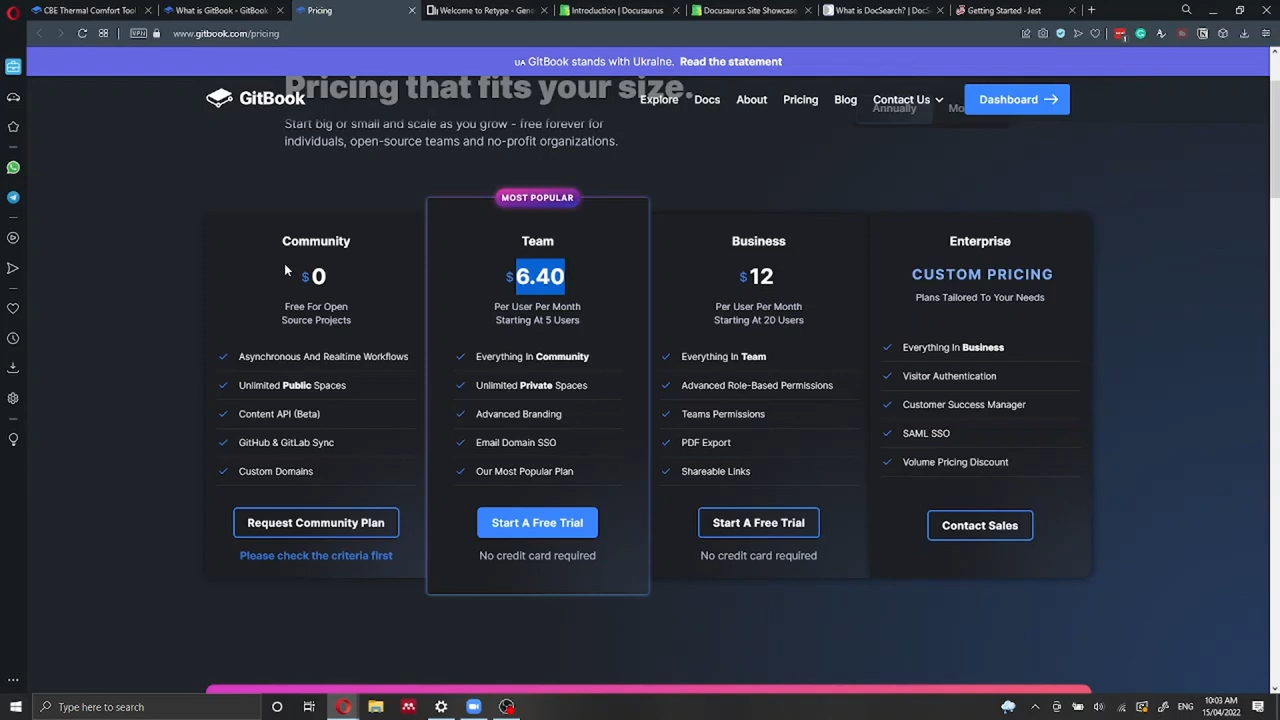 CBE Thermal Comfort Tool
What is GitBook - GitBook
Pricing
Welcome to Retype - Gene
Introduction | Docusaurus
Docusaurus Site Showcase
What is DocSearch? | DocS
Getting Started · Jest
VPN
www.gitbook.com/pricing
UA GitBook stands with Ukraine. Read the statement
GitBook
Explore
Docs
About
Pricing
Blog
Contact Us
Dashboard
Pricing that fits your size.
Annually
Mo
Start big or small and scale as you grow - free forever for
individuals, open-source teams and no-profit organizations.
MOST POPULAR
Community
$0
Free For Open
Source Projects
Asynchronous And Realtime Workflows
Unlimited Public Spaces
Content API (Beta)
GitHub & GitLab Sync
Custom Domains
Request Community Plan
Please check the criteria first
Team
$6.40
Per User Per Month
Starting At 5 Users
Everything In Community
Unlimited Private Spaces
Advanced Branding
Email Domain SSO
Our Most Popular Plan
Start A Free Trial
No credit card required
Business
$12
Per User Per Month
Starting At 20 Users
Everything In Team
Advanced Role-Based Permissions
Teams Permissions
PDF Export
Shareable Links
Start A Free Trial
No credit card required
Enterprise
CUSTOM PRICING
Plans Tailored To Your Needs
Everything In Business
Visitor Authentication
Customer Success Manager
SAML SSO
Volume Pricing Discount
Contact Sales
Type here to search
ENG
10:03 AM
15/04/2022